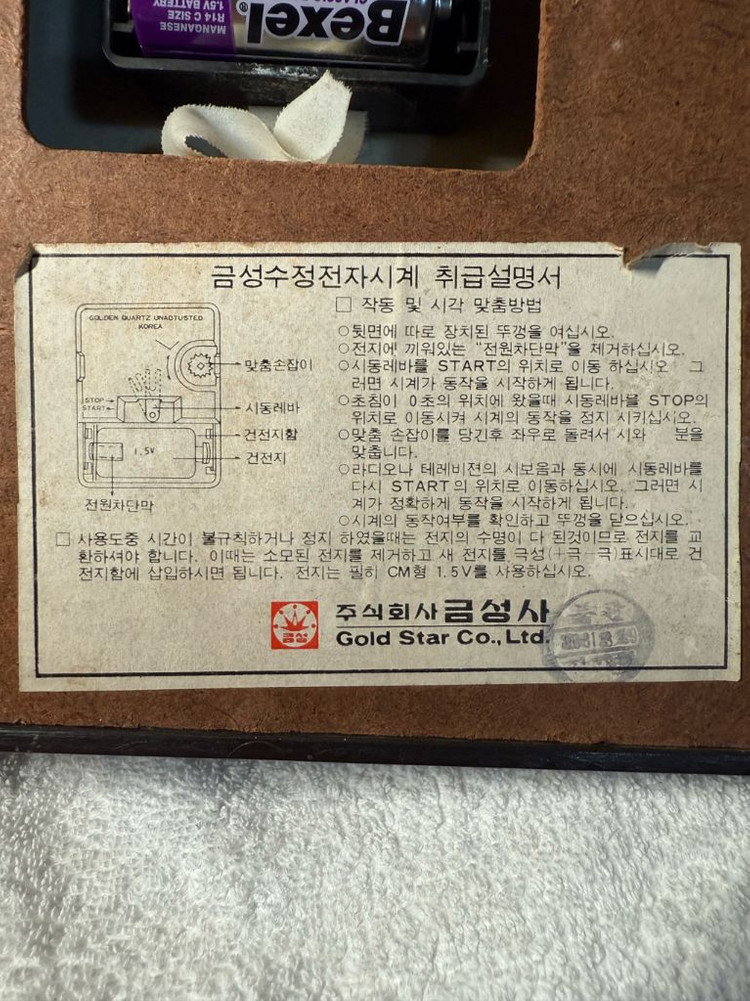 Bexel®
MANGANESE
R14 C SIZE
1.5V BATTERY
금성수정전자시계 취급설명서
GOLDEN QUARTZ UNADTUSTED
KOREA
맞춤손잡이
STOP
START
시동레바
건전지함
1.5V
건전지
전원차단막
□ 작동 및 시각 맞춤방법
○뒷면에 따로 장치된 뚜껑을 여십시오.
○전지에 끼워있는 "전원차단막"을 제거하십시오.
○시동레바를 START의 위치로 이동 하십시오 그
러면 시계가 동작을 시작하게 됩니다.
○초침이 0초의 위치에 왔을때 시동레바를 STOP의
위치로 이동시켜 시계의 동작을 정지 시키십시오.
○맞춤 손잡이를 당긴후 좌우로 돌려서 시와 분을
맞춥니다.
○라디오나 테레비젼의 시보음과 동시에 시동레바를
다시 START의 위치로 이동하십시오. 그러면 시
계가 정확하게 동작을 시작하게 됩니다.
○시계의 동작여부를 확인하고 뚜껑을 닫으십시오.
□ 사용도중 시간이 불규칙하거나 정지 하였을때는 전지의 수명이 다 된것이므로 전지를 교
환하셔야 합니다. 이때는 소모된 전지를 제거하고 새 전지를 극성(+극-극)표시대로 건
전지함에 삽입하시면 됩니다. 전지는 필히 CM형 1.5V를 사용하십시오.
금성
주식회사 금성사
Gold Star Co., Ltd.